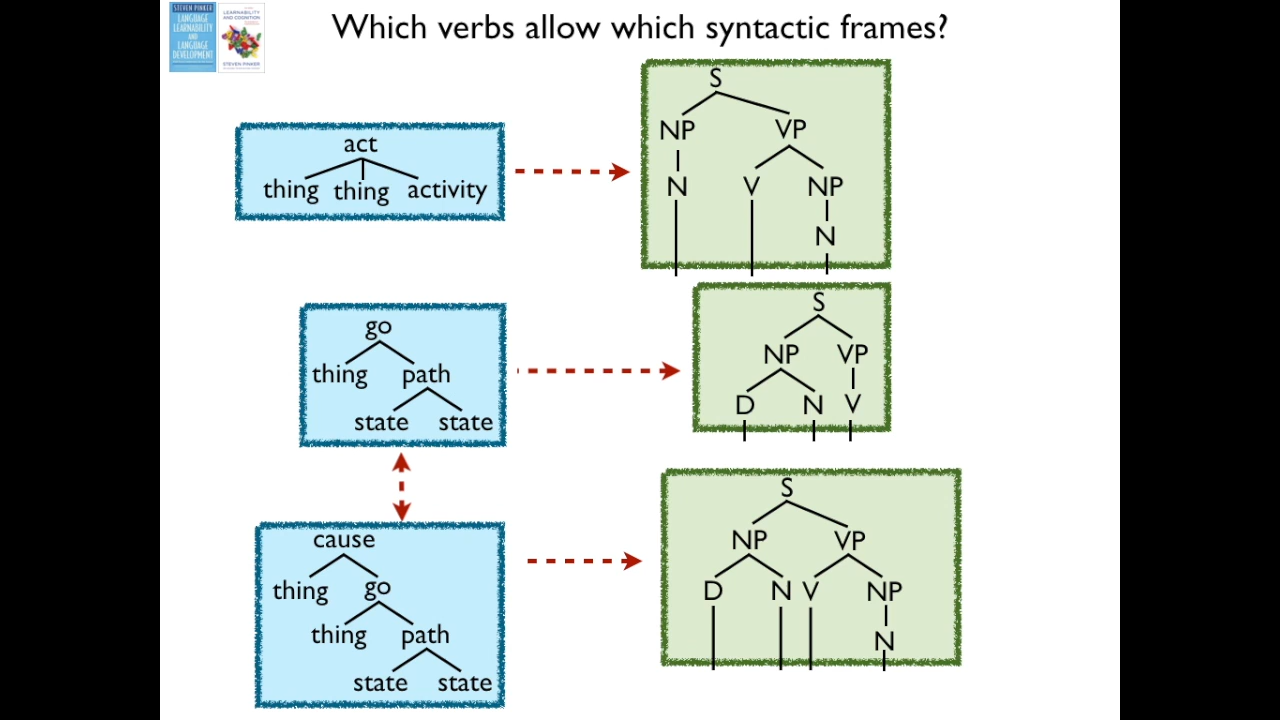 STEVEN PINKER
LANGUAGE
LEARNABILITY
AND
LANGUAGE
DEVELOPMENT
LEARNABILITY
AND COGNITION
STEVEN PINKER
Which verbs allow which syntactic frames?
act
thing thing activity
S
NP VP
N V NP
N
go
thing path
state state
S
NP VP
D N V
cause
thing go
thing path
state state
S
NP VP
D N V NP
N